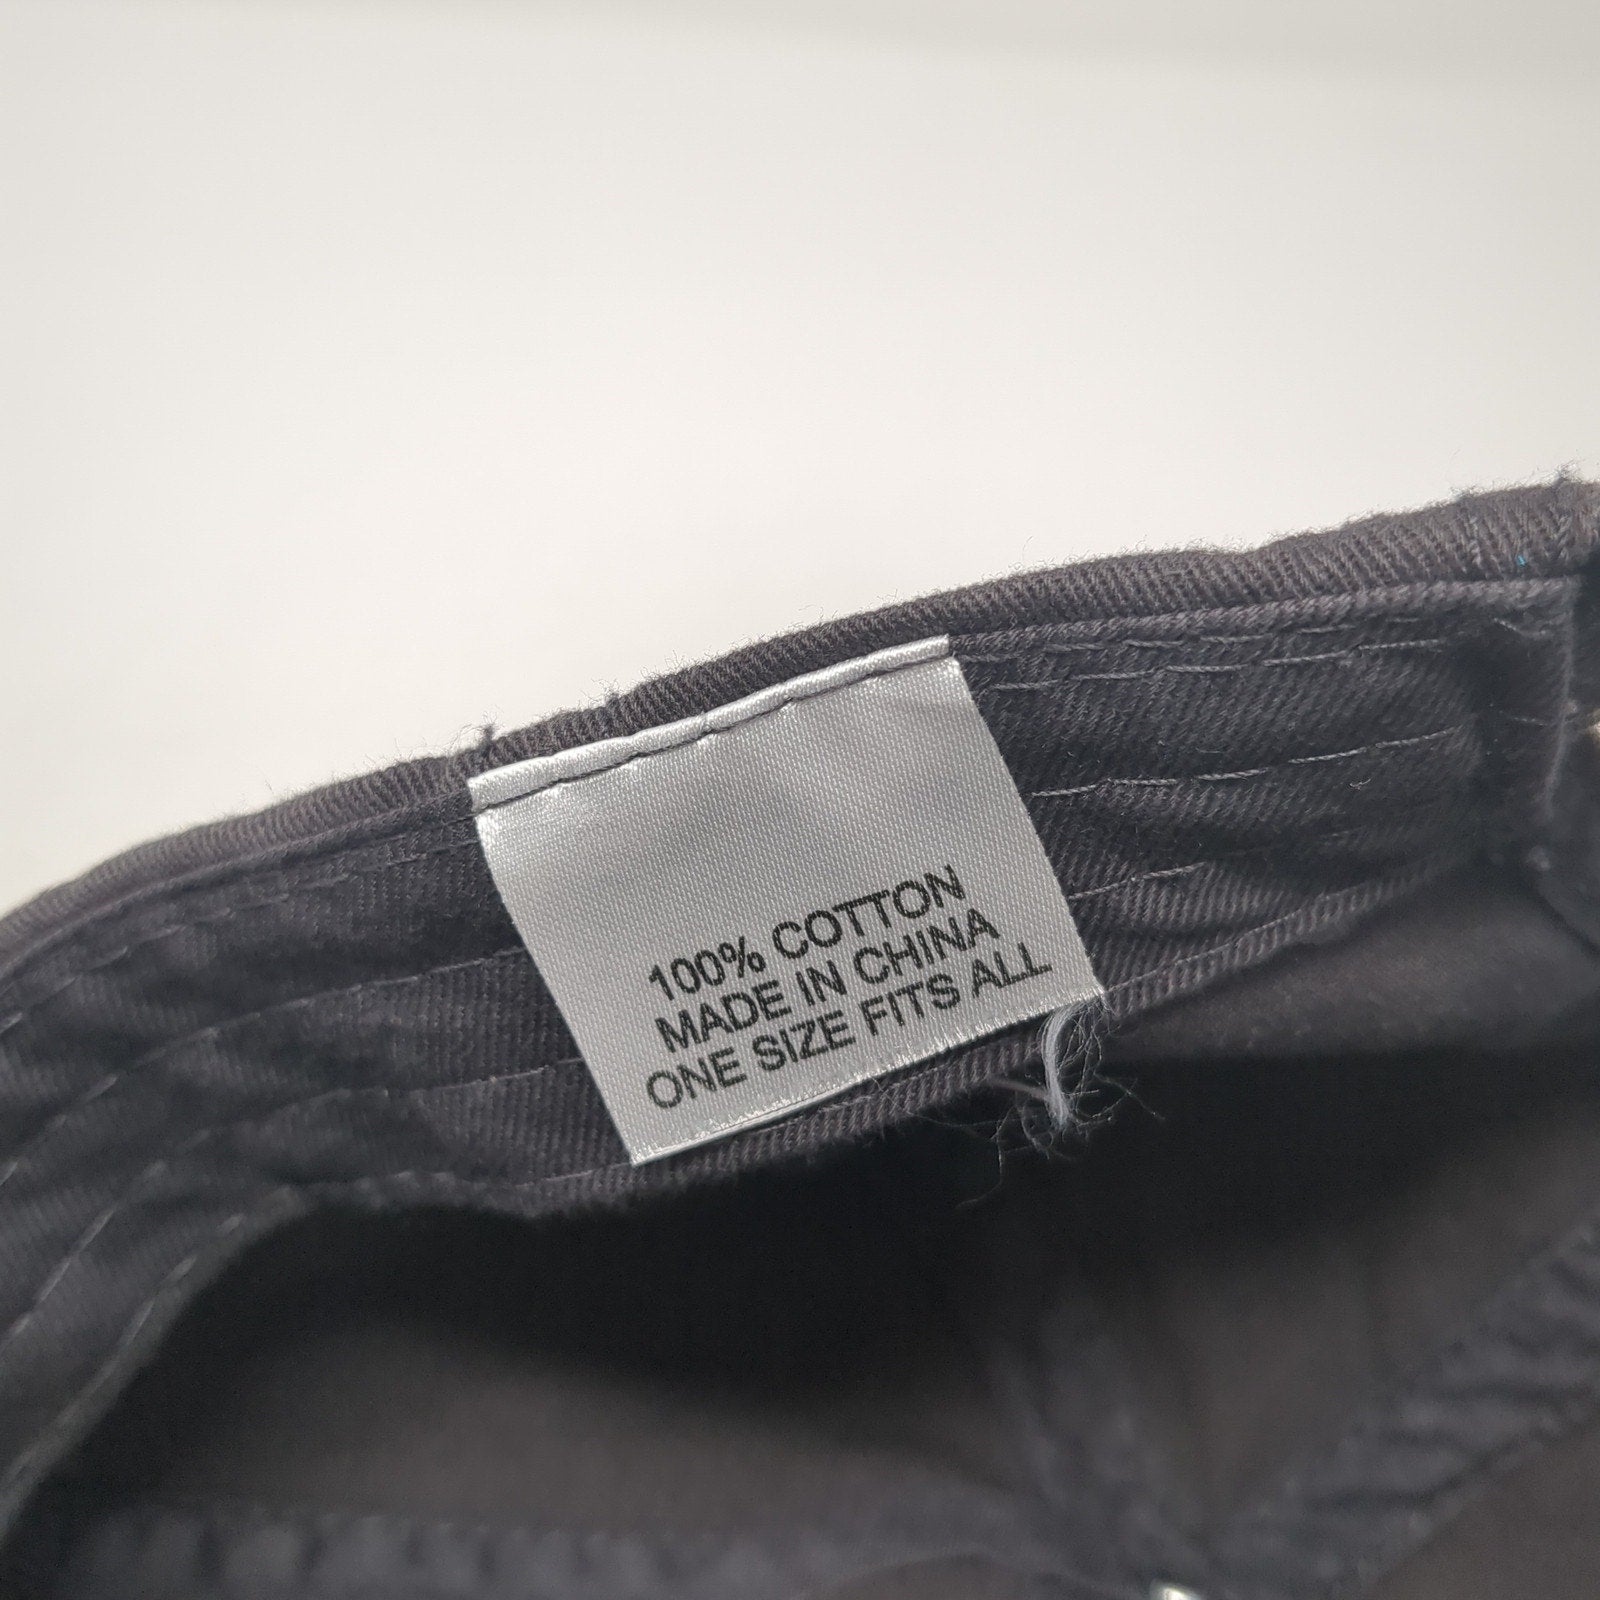 100% COTTON
MADE IN CHINA
ONE SIZE FITS ALL